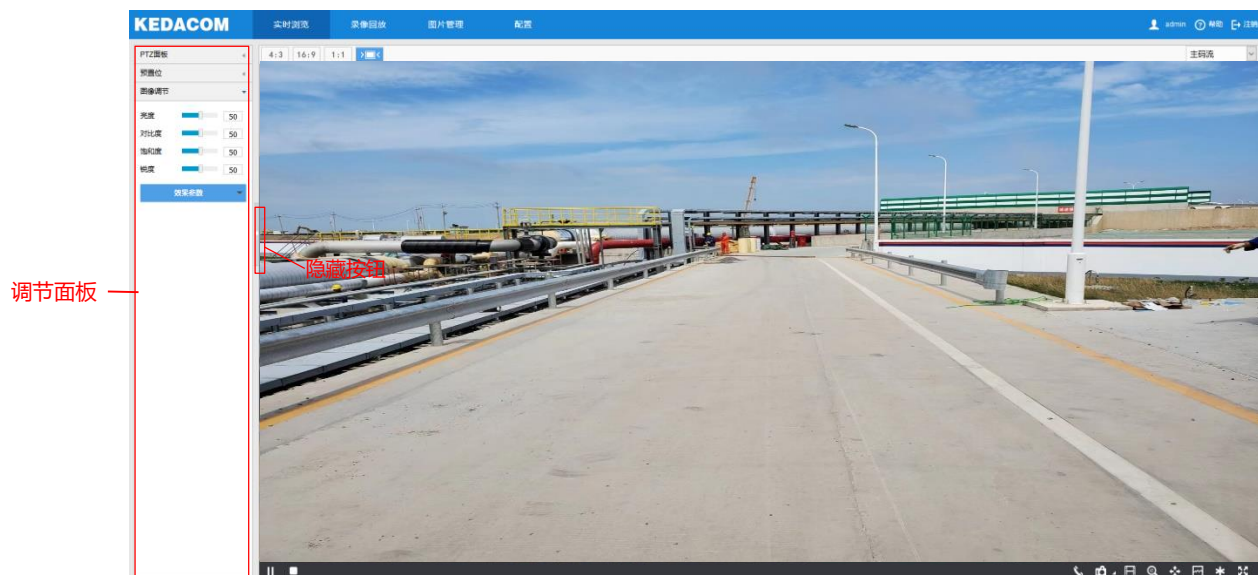 KEDACOM 实时浏览 录像回放 图片管理 配置 admin 帮助 注销
PTZ面板 4:3 16:9 1:1 主码流
预置位
图像调节
亮度 50
对比度 50
饱和度 50
锐度 50
效果参数
隐藏按钮
调节面板